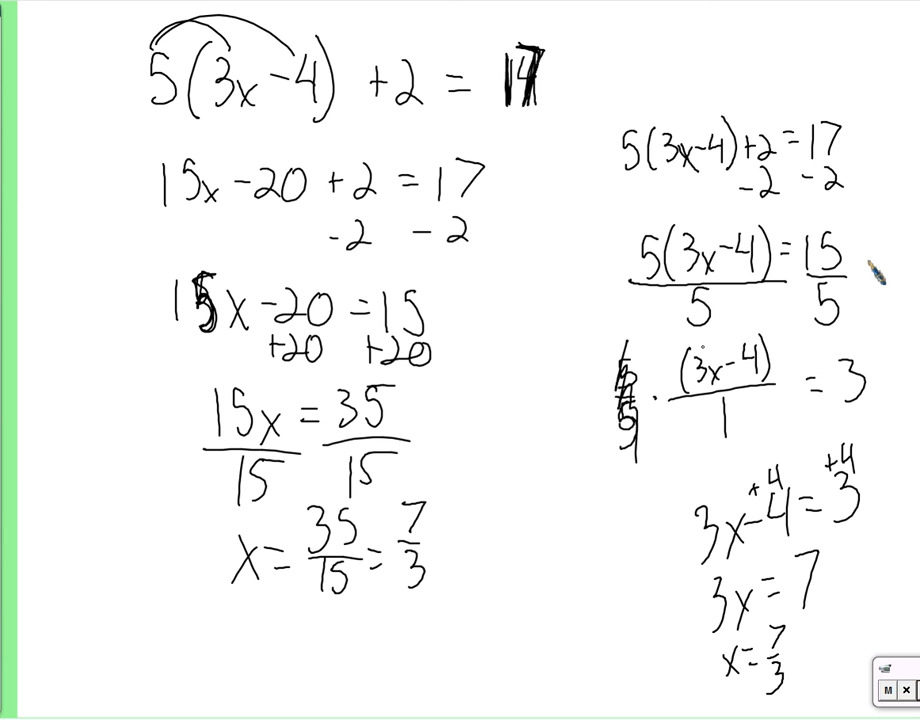 5(3x-4) +2 = 17
15x -20 +2 = 17
-2 -2
15x -20 = 15
+20 +20
15x = 35
15 15
x = 35/15 = 7/3
5(3x-4)+2 = 17
-2 -2
5(3x-4) = 15
5 5
· (3x-4)/1 = 3
+4 +4
3x-4 = 3
3x = 7
x = 7/3
M ×